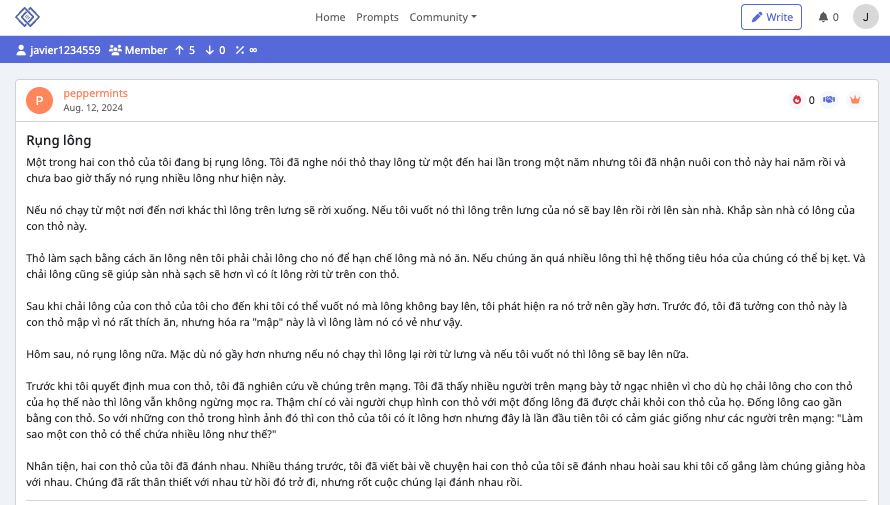 Home Prompts Community
Write
0
J
javier1234559 Member 5 0 ∞
P
peppermints
Aug. 12, 2024
0
Rụng lông
Một trong hai con thỏ của tôi đang bị rụng lông. Tôi đã nghe nói thỏ thay lông từ một đến hai lần trong một năm nhưng tôi đã nhận nuôi con thỏ này hai năm rồi và
chưa bao giờ thấy nó rụng nhiều lông như hiện này.
Nếu nó chạy từ một nơi đến nơi khác thì lông trên lưng sẽ rời xuống. Nếu tôi vuốt nó thì lông trên lưng của nó sẽ bay lên rồi rời lên sàn nhà. Khắp sàn nhà có lông của
con thỏ này.
Thỏ làm sạch bằng cách ăn lông nên tôi phải chải lông cho nó để hạn chế lông mà nó ăn. Nếu chúng ăn quá nhiều lông thì hệ thống tiêu hóa của chúng có thể bị kẹt. Và
chải lông cũng sẽ giúp sàn nhà sạch sẽ hơn vì có ít lông rời từ trên con thỏ.
Sau khi chải lông của con thỏ của tôi cho đến khi tôi có thể vuốt nó mà lông không bay lên, tôi phát hiện ra nó trở nên gầy hơn. Trước đó, tôi đã tưởng con thỏ này là
con thỏ mập vì nó rất thích ăn, nhưng hóa ra "mập" này là vì lông làm nó có vẻ như vậy.
Hôm sau, nó rụng lông nữa. Mặc dù nó gầy hơn nhưng nếu nó chạy thì lông lại rời từ lưng và nếu tôi vuốt nó thì lông sẽ bay lên nữa.
Trước khi tôi quyết định mua con thỏ, tôi đã nghiên cứu về chúng trên mạng. Tôi đã thấy nhiều người trên mạng bày tỏ ngạc nhiên vì cho dù họ chải lông cho con thỏ
của họ thế nào thì lông vẫn không ngừng mọc ra. Thậm chí có vài người chụp hình con thỏ với một đống lông đã được chải khỏi con thỏ của họ. Đống lông cao gần
bằng con thỏ. So với những con thỏ trong hình ảnh đó thì con thỏ của tôi có ít lông hơn nhưng đây là lần đầu tiên tôi có cảm giác giống như các người trên mạng: "Làm
sao một con thỏ có thể chứa nhiều lông như thế?"
Nhân tiện, hai con thỏ của tôi đã đánh nhau. Nhiều tháng trước, tôi đã viết bài về chuyện hai con thỏ của tôi sẽ đánh nhau hoài sau khi tôi cố gắng làm chúng giảng hòa
với nhau. Chúng đã rất thân thiết với nhau từ hồi đó trở đi, nhưng rốt cuộc chúng lại đánh nhau rồi.